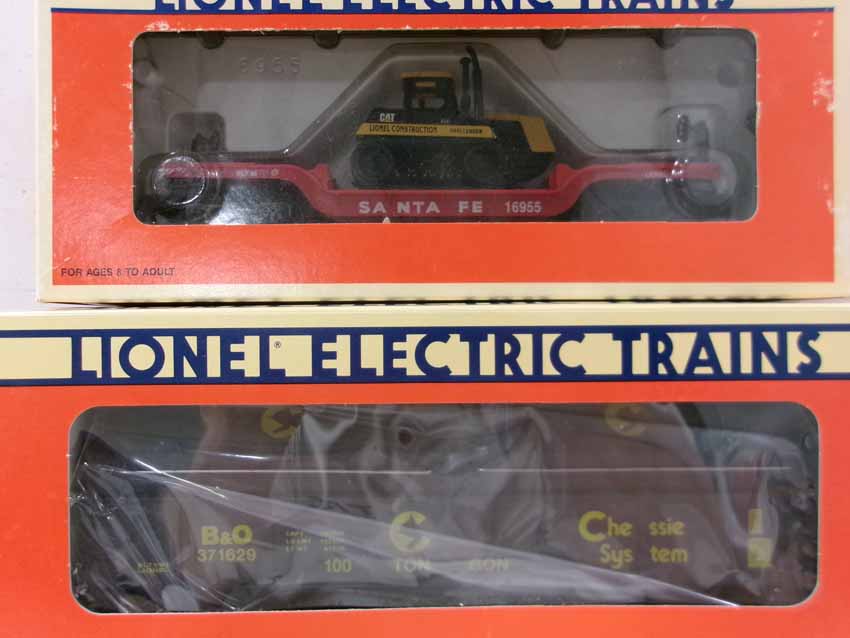 LIONEL ELECTRIC TRAINS
6955
CAT
LIONEL CONSTRUCTION CHALLENGER
SANTA FE 16955
FOR AGES 8 TO ADULT
LIONEL® ELECTRIC TRAINS
B&O
371629
100 TON
Chessie
System